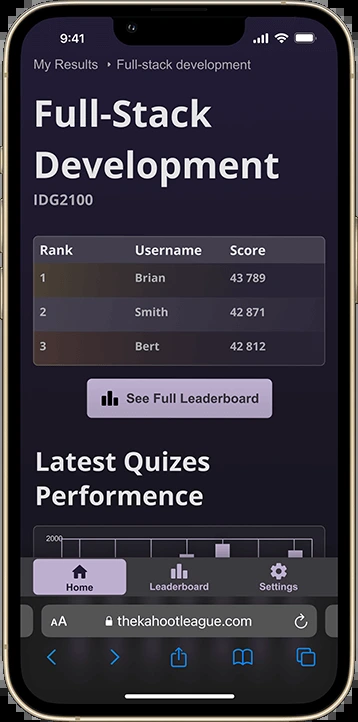 9:41
My Results ‣ Full-stack development
Full-Stack
Development
IDG2100
Rank Username Score
1 Brian 43 789
2 Smith 42 871
3 Bert 42 812
See Full Leaderboard
Latest Quizes
Performence
2000
Home Leaderboard Settings
AA thekahootleague.com